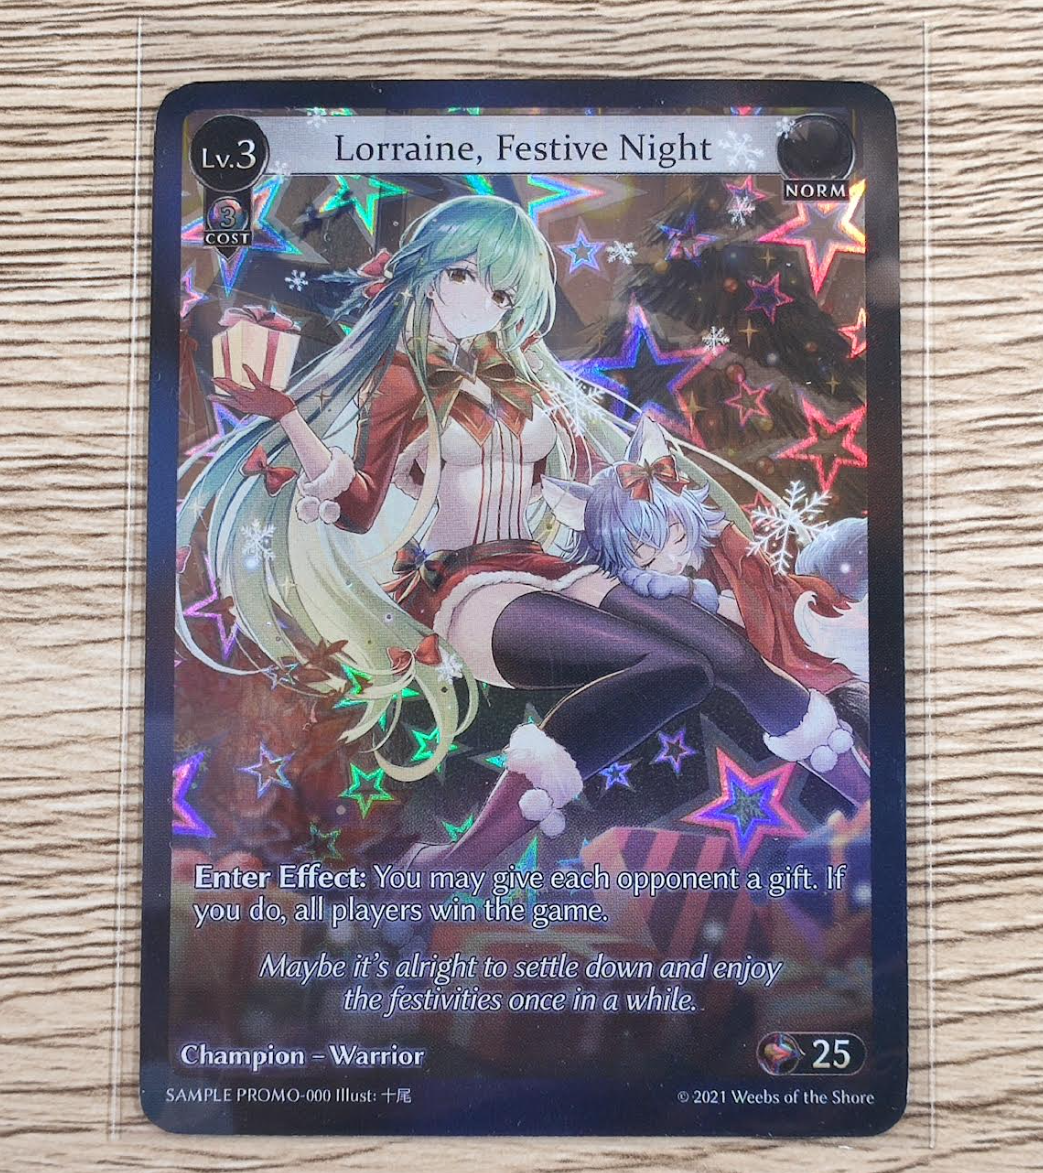 Lv.3
Lorraine, Festive Night
NORM
3
COST
Enter Effect: You may give each opponent a gift. If
you do, all players win the game.
Maybe it's alright to settle down and enjoy
the festivities once in a while.
Champion – Warrior
25
SAMPLE PROMO-000 Illust: 十尾
© 2021 Weebs of the Shore